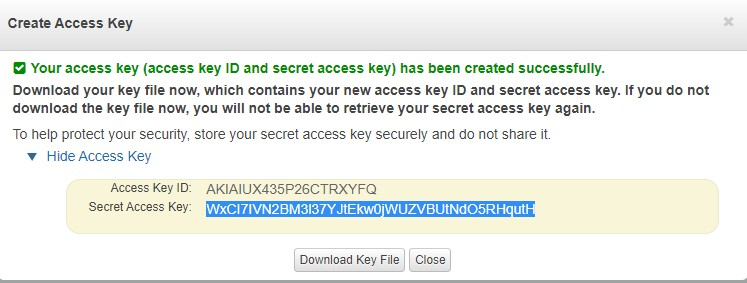 Create Access Key
Your access key (access key ID and secret access key) has been created successfully.
Download your key file now, which contains your new access key ID and secret access key. If you do not
download the key file now, you will not be able to retrieve your secret access key again.
To help protect your security, store your secret access key securely and do not share it.
Hide Access Key
Access Key ID: AKIAIUX435P26CTRXYFQ
Secret Access Key:
Download Key File Close